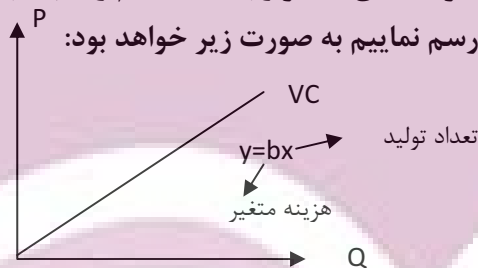 P
رسم نماییم به صورت زیر خواهد بود:
VC
تعداد تولید
y=bx
هزینه متغیر
Q